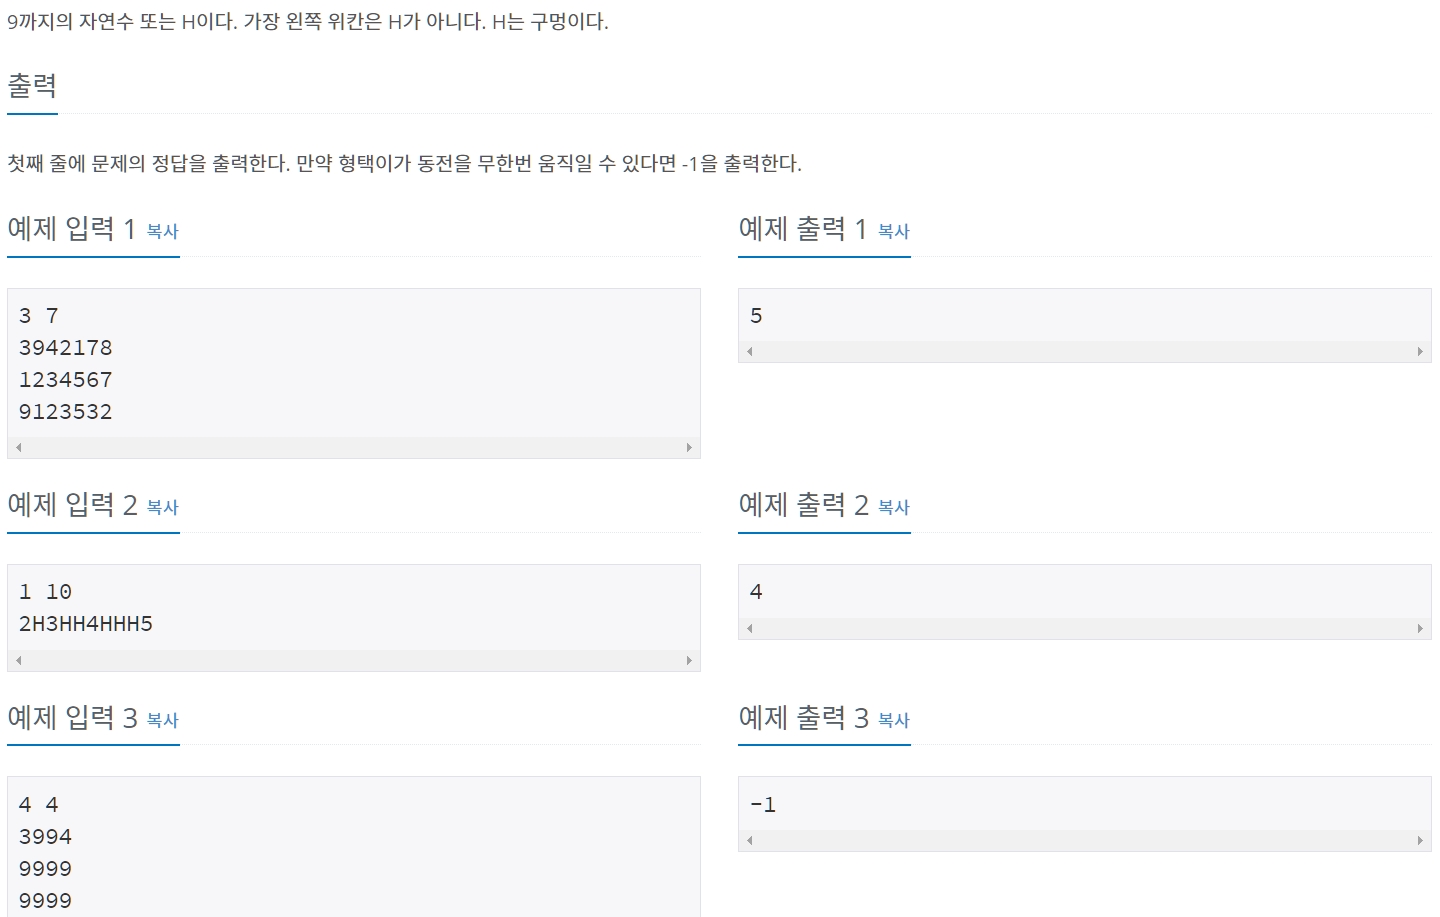 9까지의 자연수 또는 H이다. 가장 왼쪽 위칸은 H가 아니다. H는 구멍이다.
출력
첫째 줄에 문제의 정답을 출력한다. 만약 형택이가 동전을 무한번 움직일 수 있다면 -1을 출력한다.
예제 입력 1 복사
3 7
3942178
1234567
9123532
예제 출력 1 복사
5
예제 입력 2 복사
1 10
2H3HH4HHH5
예제 출력 2 복사
4
예제 입력 3 복사
4 4
3994
9999
9999
예제 출력 3 복사
-1